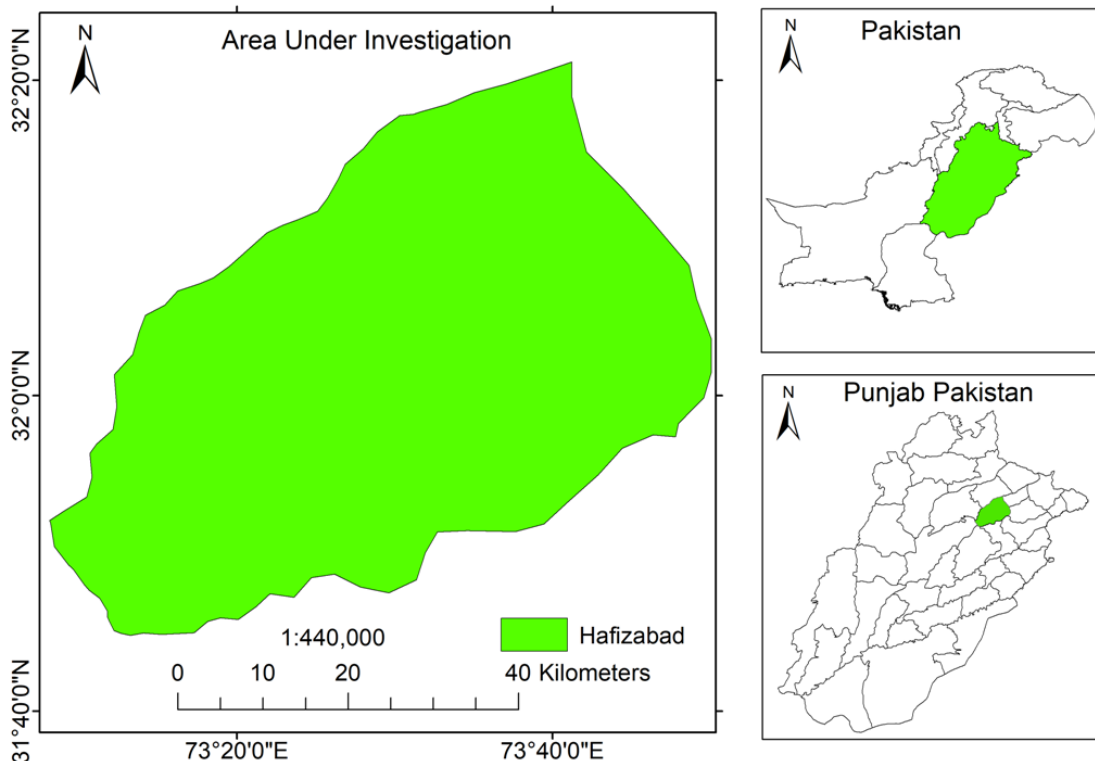 N
Area Under Investigation
32°20'0"N
32°0'0"N
31°40'0"N
1:440,000
Hafizabad
0 10 20 40 Kilometers
73°20'0"E 73°40'0"E
N
Pakistan
N
Punjab Pakistan